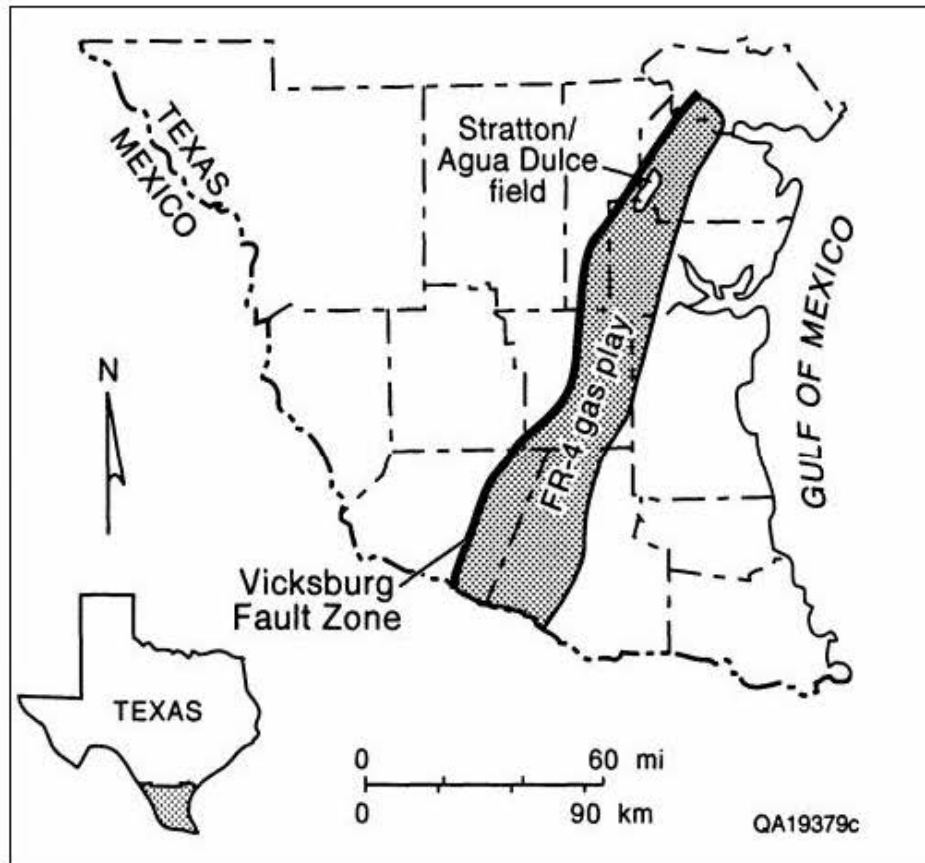 TEXAS
MEXICO
Stratton/
Agua Dulce
field
GULF OF MEXICO
FR-4 gas play
N
Vicksburg
Fault Zone
TEXAS
0 60 mi
0 90 km
QA19379c